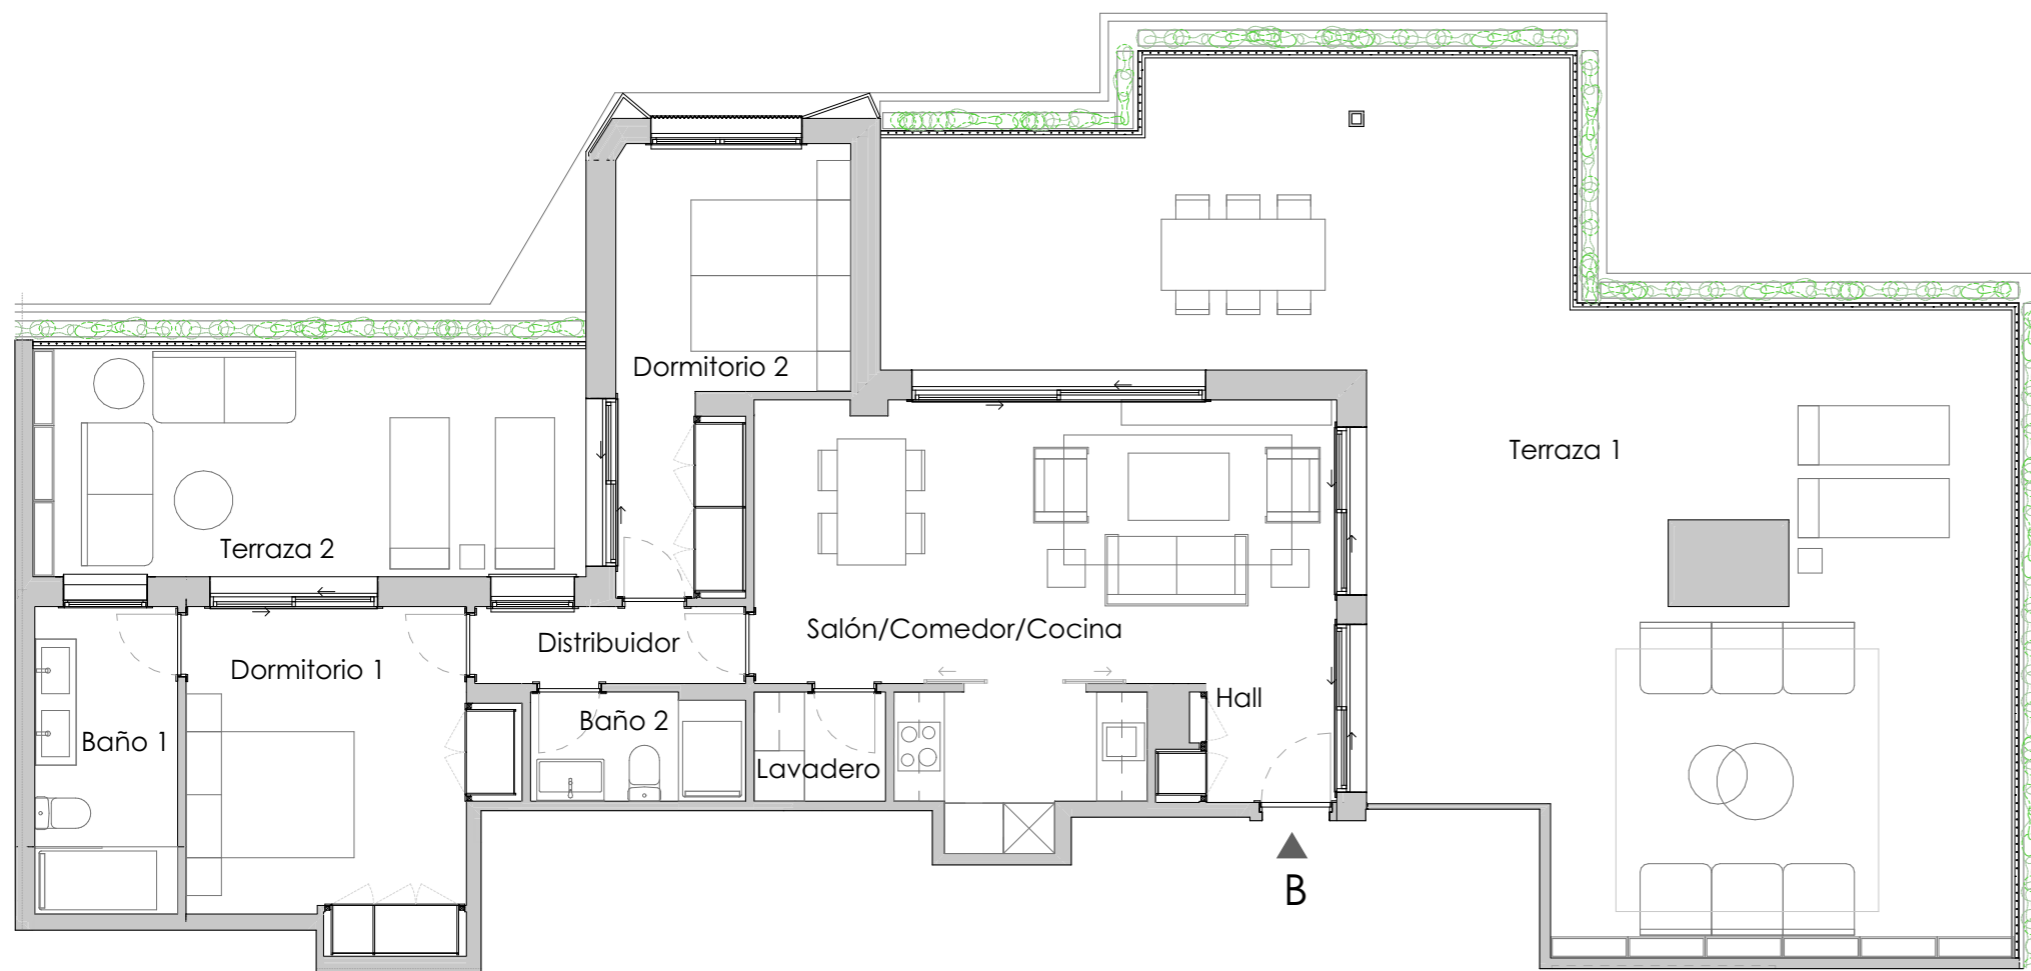 Dormitorio 2
Terraza 1
Terraza 2
Salón/Comedor/Cocina
Distribuidor
Dormitorio 1
Hall
Baño 2
Baño 1
Lavadero
B